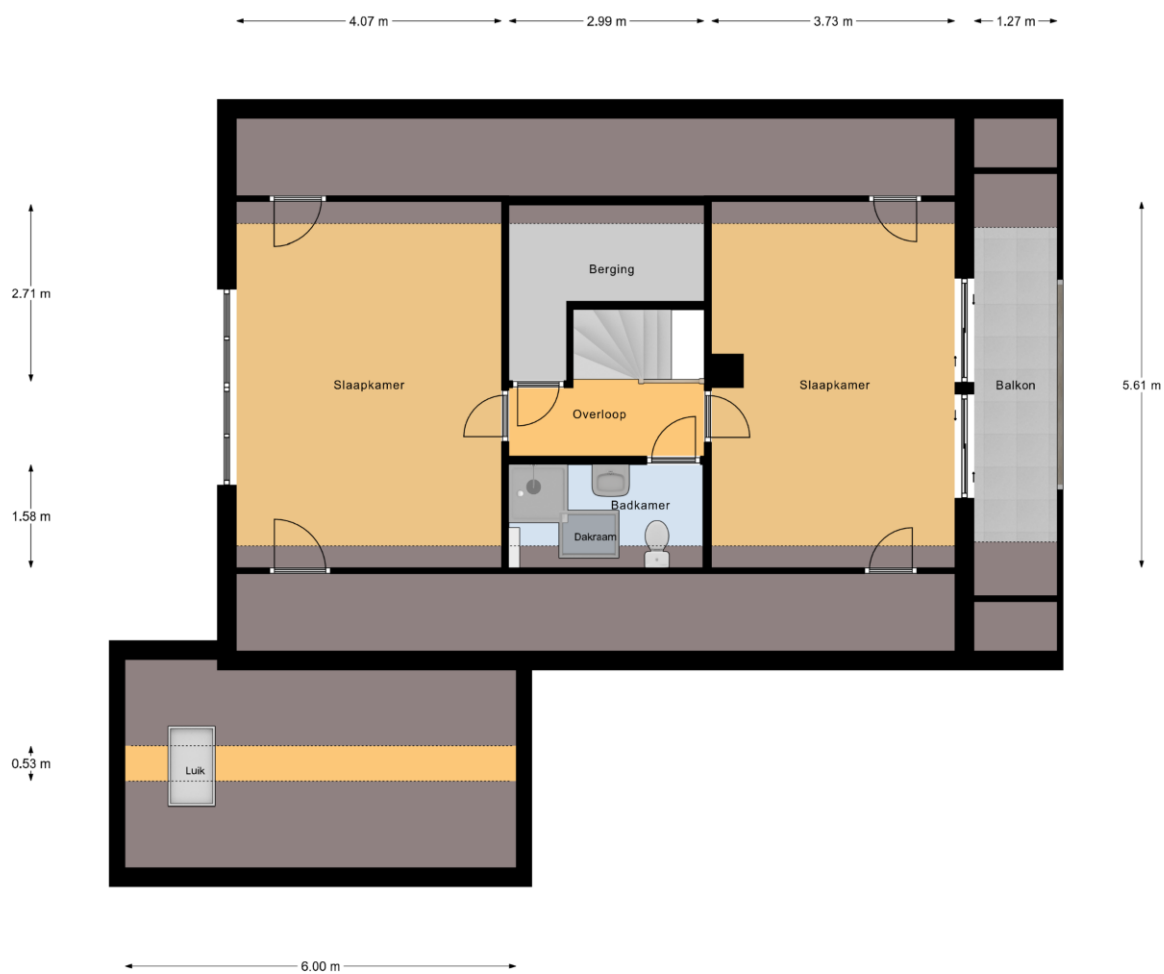 4.07 m 2.99 m 3.73 m 1.27 m
2.71 m
Berging
Slaapkamer
Slaapkamer
Balkon
5.61 m
Overloop
1.58 m
Badkamer
Dakraam
0.53 m
Luik
6.00 m